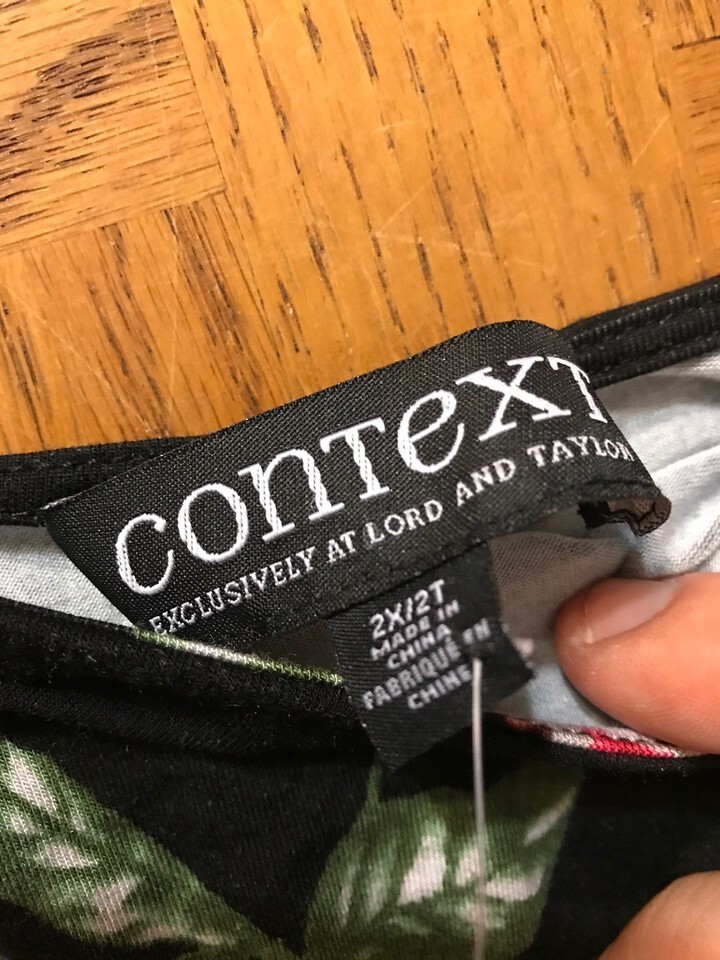 conTeXT
EXCLUSIVELY AT LORD AND TAYLOR
2X/2T
MADE IN
CHINA
FABRIQUÉ EN
CHINE